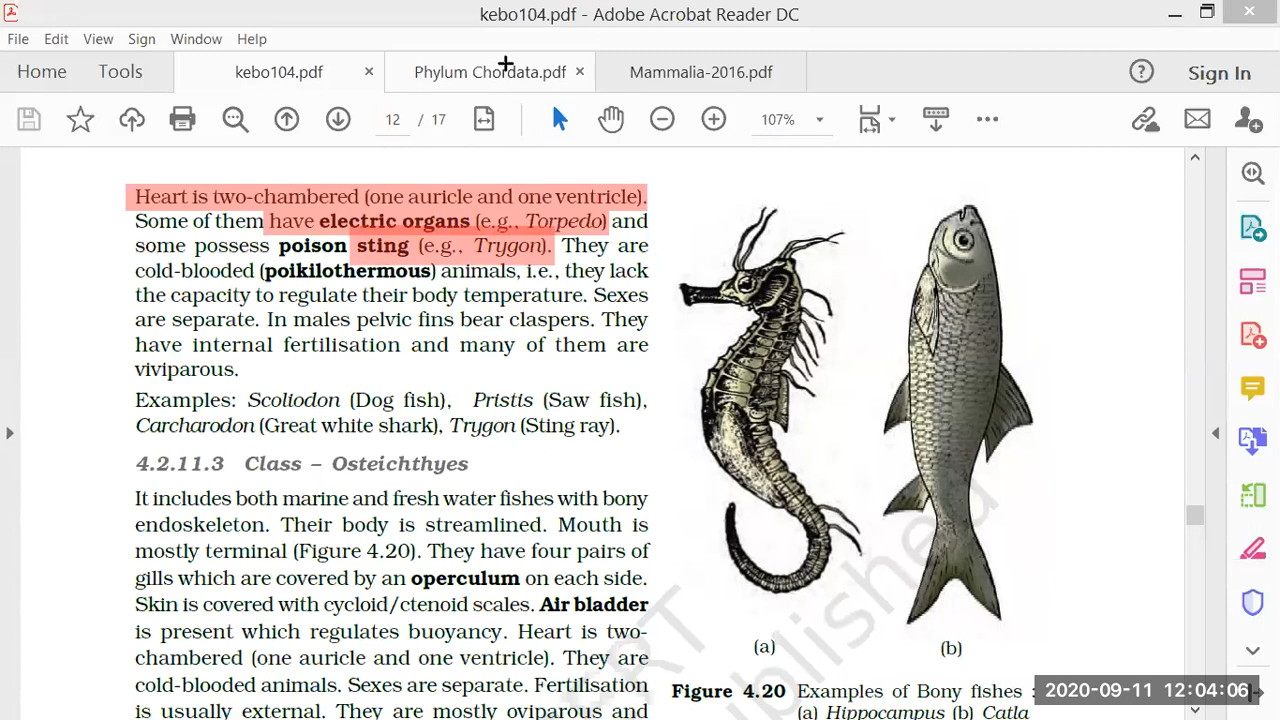 kebo104.pdf - Adobe Acrobat Reader DC
File Edit View Sign Window Help
Home Tools kebo104.pdf × Phylum Chordata.pdf × Mammalia-2016.pdf Sign In
12 / 17 107%
Heart is two-chambered (one auricle and one ventricle).
Some of them have electric organs (e.g., Torpedo) and
some possess poison sting (e.g., Trygon). They are
cold-blooded (poikilothermous) animals, i.e., they lack
the capacity to regulate their body temperature. Sexes
are separate. In males pelvic fins bear claspers. They
have internal fertilisation and many of them are
viviparous.
Examples: Scoliodon (Dog fish), Pristis (Saw fish),
Carcharodon (Great white shark), Trygon (Sting ray).
4.2.11.3 Class – Osteichthyes
It includes both marine and fresh water fishes with bony
endoskeleton. Their body is streamlined. Mouth is
mostly terminal (Figure 4.20). They have four pairs of
gills which are covered by an operculum on each side.
Skin is covered with cycloid/ctenoid scales. Air bladder
is present which regulates buoyancy. Heart is two-
chambered (one auricle and one ventricle). They are
cold-blooded animals. Sexes are separate. Fertilisation
is usually external. They are mostly oviparous and
(a) (b)
Figure 4.20 Examples of Bony fishes :
(a) Hippocampus (b) Catla
2020-09-11 12:04:06